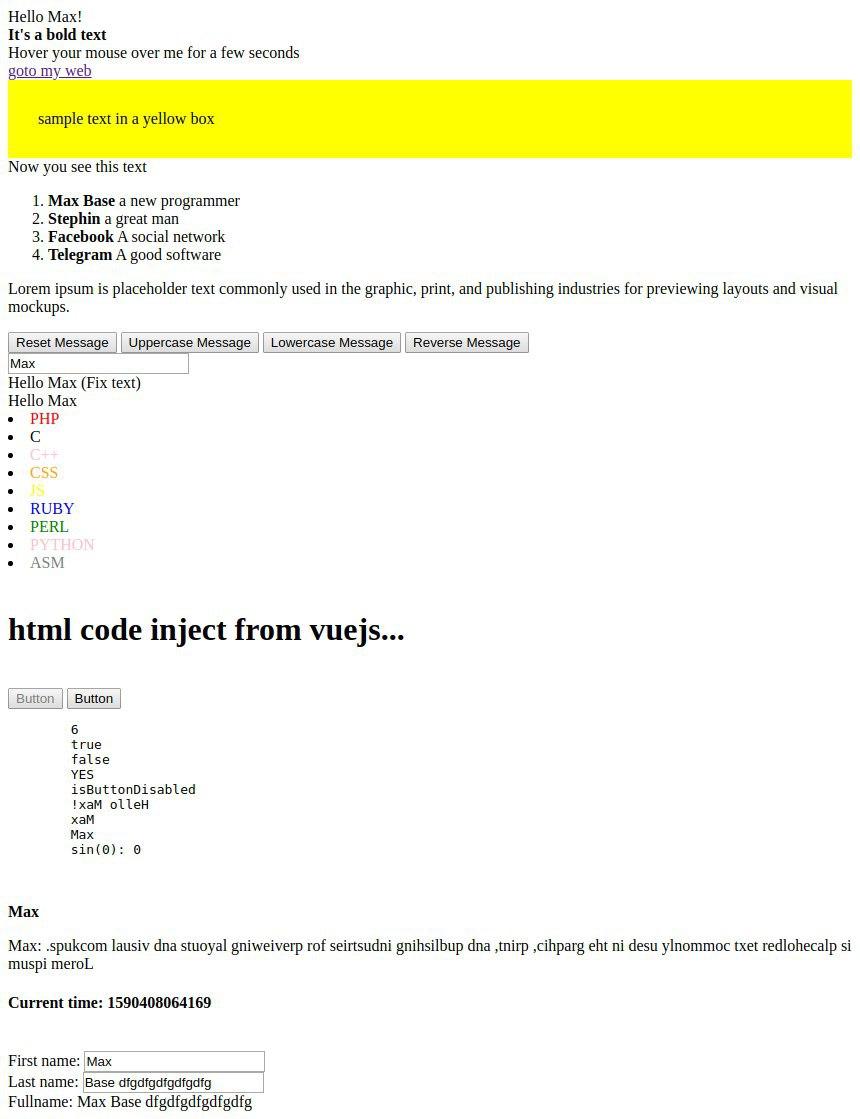 Hello Max!
It's a bold text
Hover your mouse over me for a few seconds
goto my web
sample text in a yellow box
Now you see this text
1. Max Base a new programmer
2. Stephin a great man
3. Facebook A social network
4. Telegram A good software
Lorem ipsum is placeholder text commonly used in the graphic, print, and publishing industries for previewing layouts and visual
mockups.
Reset Message Uppercase Message Lowercase Message Reverse Message
Max
Hello Max (Fix text)
Hello Max
• PHP
• C
• C++
• CSS
• JS
• RUBY
• PERL
• PYTHON
• ASM
html code inject from vuejs...
Button Button
6
true
false
YES
isButtonDisabled
!xaM olleH
xaM
Max
sin(0): 0
Max
Max: .spukcom lausiv dna stuoyal gniweiverp rof seirtsudni gnihsilbup dna ,tnirp ,cihparg eht ni desu ylnommoc txet redlohecalp si
muspi meroL
Current time: 1590408064169
First name: Max
Last name: Base dfgdfgdfgdfgdfg
Fullname: Max Base dfgdfgdfgdfgdfg